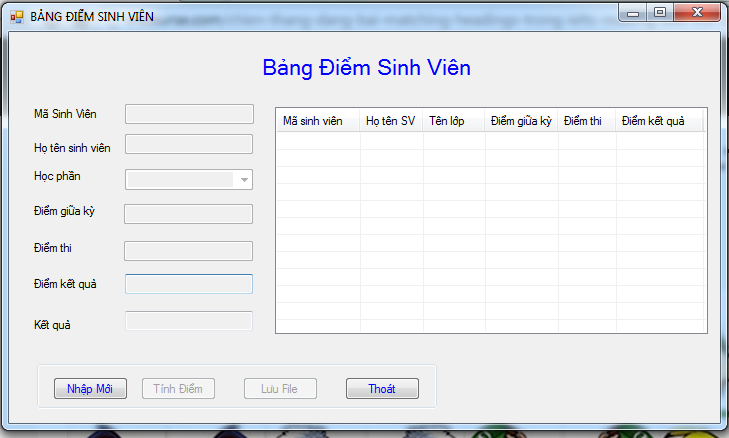 BẢNG ĐIỂM SINH VIÊN
Bảng Điểm Sinh Viên
Mã Sinh Viên
Họ tên sinh viên
Học phần
Điểm giữa kỳ
Điểm thi
Điểm kết quả
Kết quả
Mã sinh viên Họ tên SV Tên lớp Điểm giữa kỳ Điểm thi Điểm kết quả
Nhập Mới Tính Điểm Lưu File Thoát